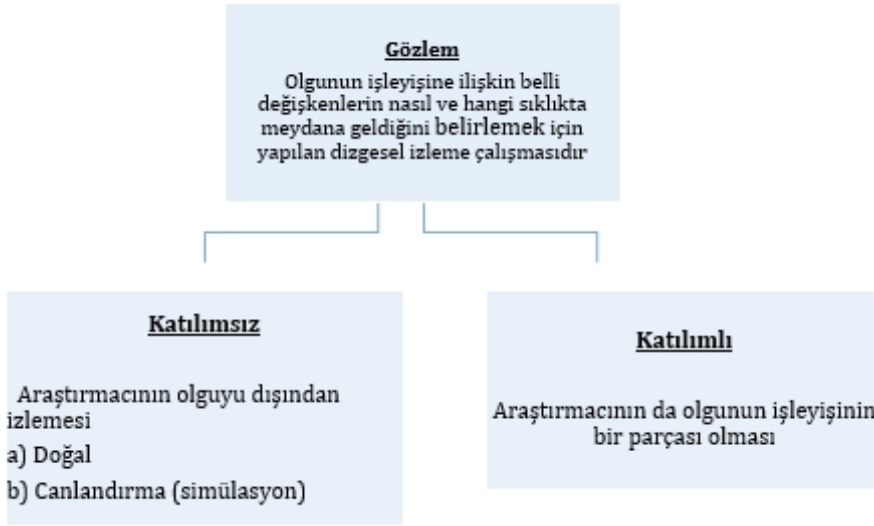 Gözlem
Olgunun işleyişine ilişkin belli
değişkenlerin nasıl ve hangi sıklıkta
meydana geldiğini belirlemek için
yapılan dizgesel izleme çalışmasıdır
Katılımsız
Araştırmacının olguyu dışından
izlemesi
a) Doğal
b) Canlandırma (simülasyon)
Katılımlı
Araştırmacının da olgunun işleyişinin
bir parçası olması